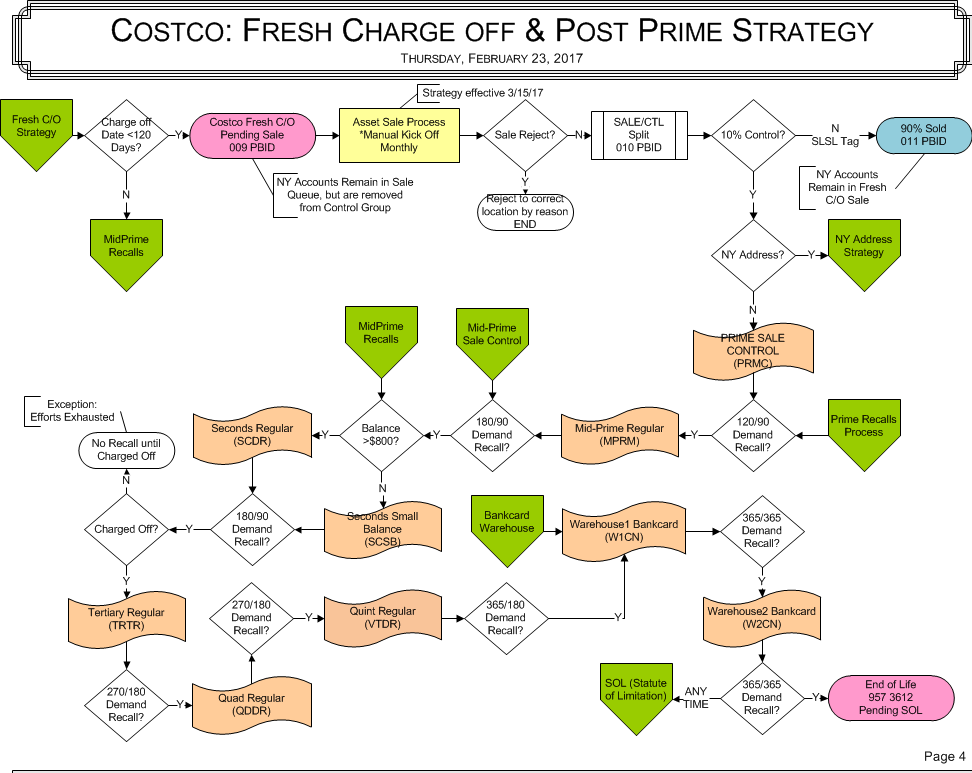 COSTCO: FRESH CHARGE OFF & POST PRIME STRATEGY
THURSDAY, FEBRUARY 23, 2017
Strategy effective 3/15/17
Fresh C/O
Strategy
Charge off
Date <120
Days?
Y
Costco Fresh C/O
Pending Sale
009 PBID
Asset Sale Process
*Manual Kick Off
Monthly
Sale Reject?
N
SALE/CTL
Split
010 PBID
10% Control?
N
SLSL Tag
90% Sold
011 PBID
N
NY Accounts Remain in Sale
Queue, but are removed
from Control Group
Y
Reject to correct
location by reason
END
Y
NY Accounts
Remain in Fresh
C/O Sale
MidPrime
Recalls
NY Address?
Y
NY Address
Strategy
N
MidPrime
Recalls
Mid-Prime
Sale Control
PRIME SALE
CONTROL
(PRMC)
Exception:
Efforts Exhausted
No Recall until
Charged Off
Seconds Regular
(SCDR)
Y
Balance
>$800?
Y
180/90
Demand
Recall?
Mid-Prime Regular
(MPRM)
Y
120/90
Demand
Recall?
Prime Recalls
Process
N
N
Charged Off?
Y
180/90
Demand
Recall?
Seconds Small
Balance
(SCSB)
Bankcard
Warehouse
Warehouse1 Bankcard
(W1CN)
365/365
Demand
Recall?
Y
Y
Tertiary Regular
(TRTR)
270/180
Demand
Recall?
Y
Quint Regular
(VTDR)
365/180
Demand
Recall?
Y
Warehouse2 Bankcard
(W2CN)
270/180
Demand
Recall?
Y
Quad Regular
(QDDR)
SOL (Statute
of Limitation)
ANY
TIME
365/365
Demand
Recall?
Y
End of Life
957 3612
Pending SOL
Page 4